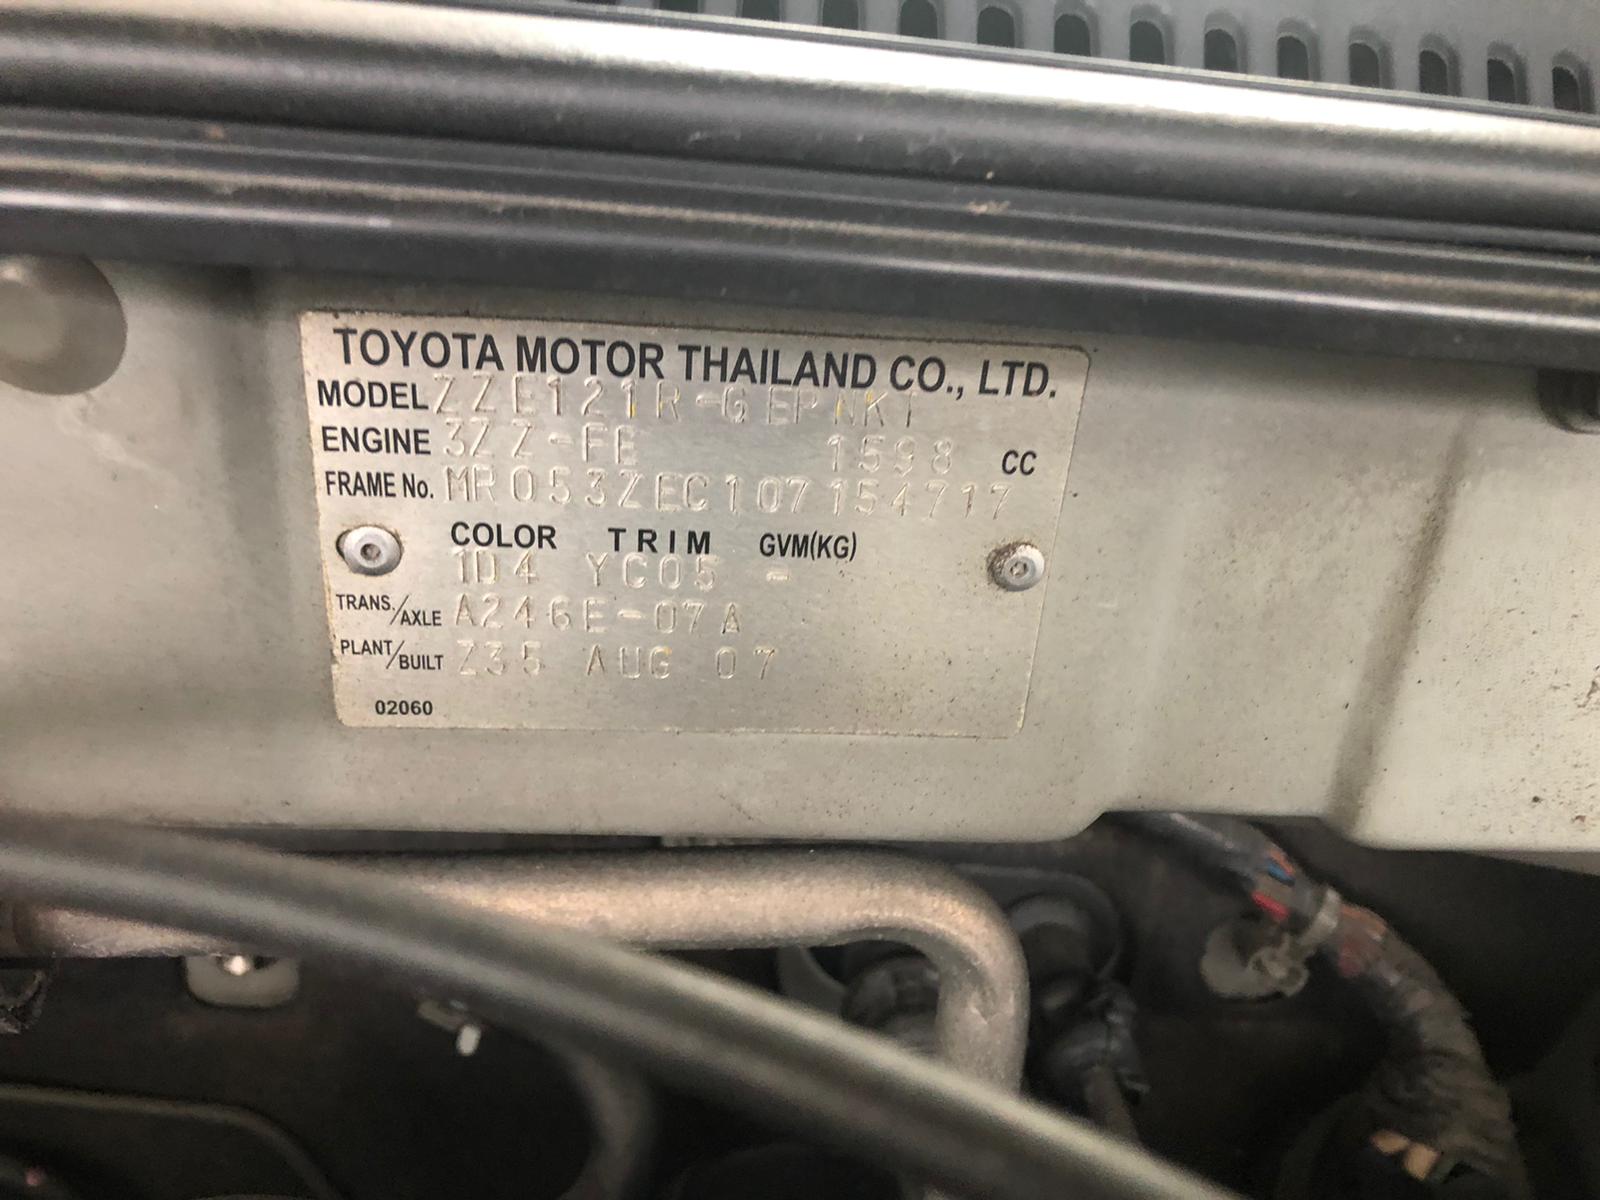 TOYOTA MOTOR THAILAND CO., LTD.
MODEL ZZE121R-GEPNKT
ENGINE 3ZZ-FE 1598 CC
FRAME No. MR053ZEC107154717
COLOR TRIM GVM(KG)
1D4 YC05 -
TRANS./AXLE A246E-07A
PLANT/BUILT Z35 AUG 07
02060